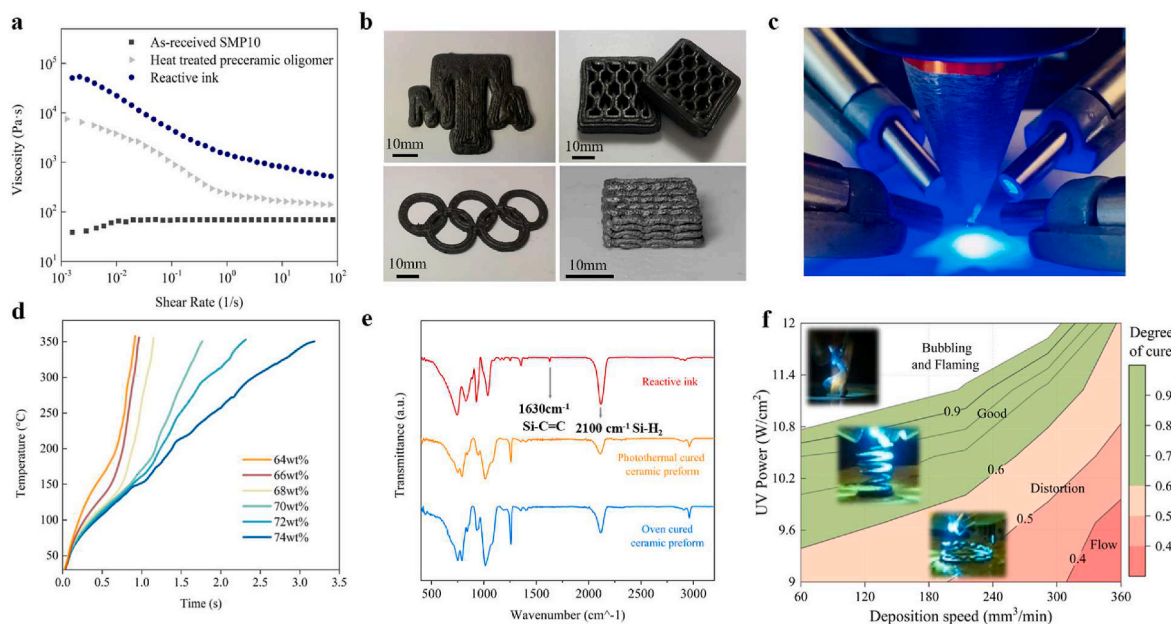 a
As-received SMP10
Heat treated preceramic oligomer
Reactive ink
Viscosity (Pa·s)
10⁵
10⁴
10³
10²
10¹
10⁻³ 10⁻² 10⁻¹ 10⁰ 10¹ 10²
Shear Rate (1/s)
b
10mm
10mm
10mm
10mm
c
d
Temperature (°C)
350
300
250
200
150
100
50
64wt%
66wt%
68wt%
70wt%
72wt%
74wt%
0.0 0.5 1.0 1.5 2.0 2.5 3.0 3.5
Time (s)
e
Transmittance (a.u.)
Reactive ink
1630cm⁻¹
Si-C=C
2100 cm⁻¹ Si-H₂
Photothermal cured
ceramic preform
Oven cured
ceramic preform
500 1000 1500 2000 2500 3000
Wavenumber (cm^-1)
f
UV Power (W/cm²)
12
11.4
10.8
10.2
9.6
9
Bubbling
and Flaming
0.9
Good
0.6
Distortion
0.5
Flow
0.4
60 120 180 240 300 360
Deposition speed (mm³/min)
Degree
of cure
0.9
0.8
0.7
0.6
0.5
0.4